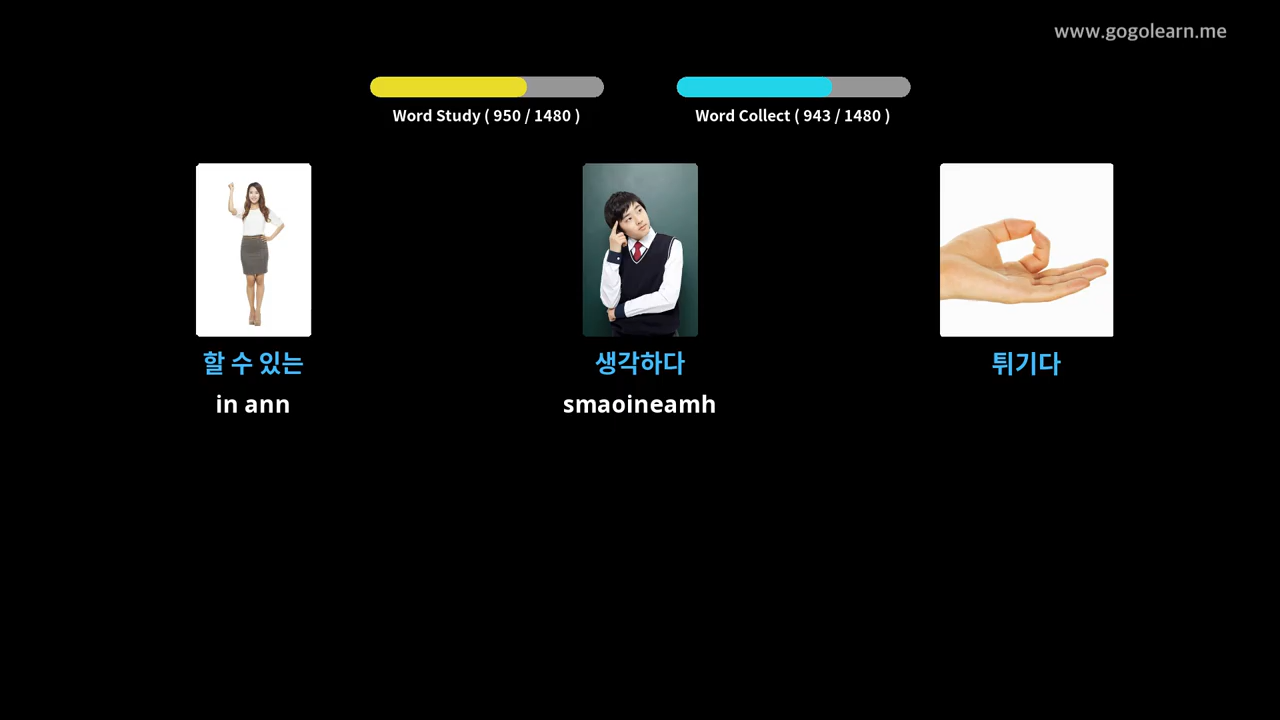 www.gogolearn.me
Word Study ( 950 / 1480 )
Word Collect ( 943 / 1480 )
할 수 있는
생각하다
튀기다
in ann
smaoineamh